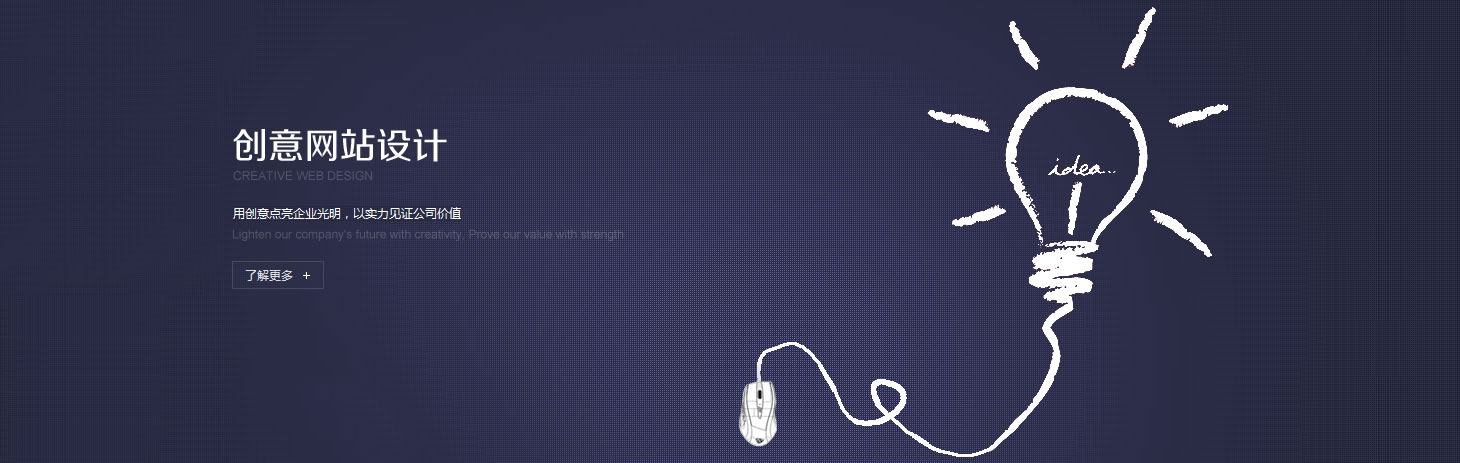 创意网站设计
CREATIVE WEB DESIGN
用创意点亮企业光明，以实力见证公司价值
Lighten our company's future with creativity, Prove our value with strength
了解更多 +
idea...